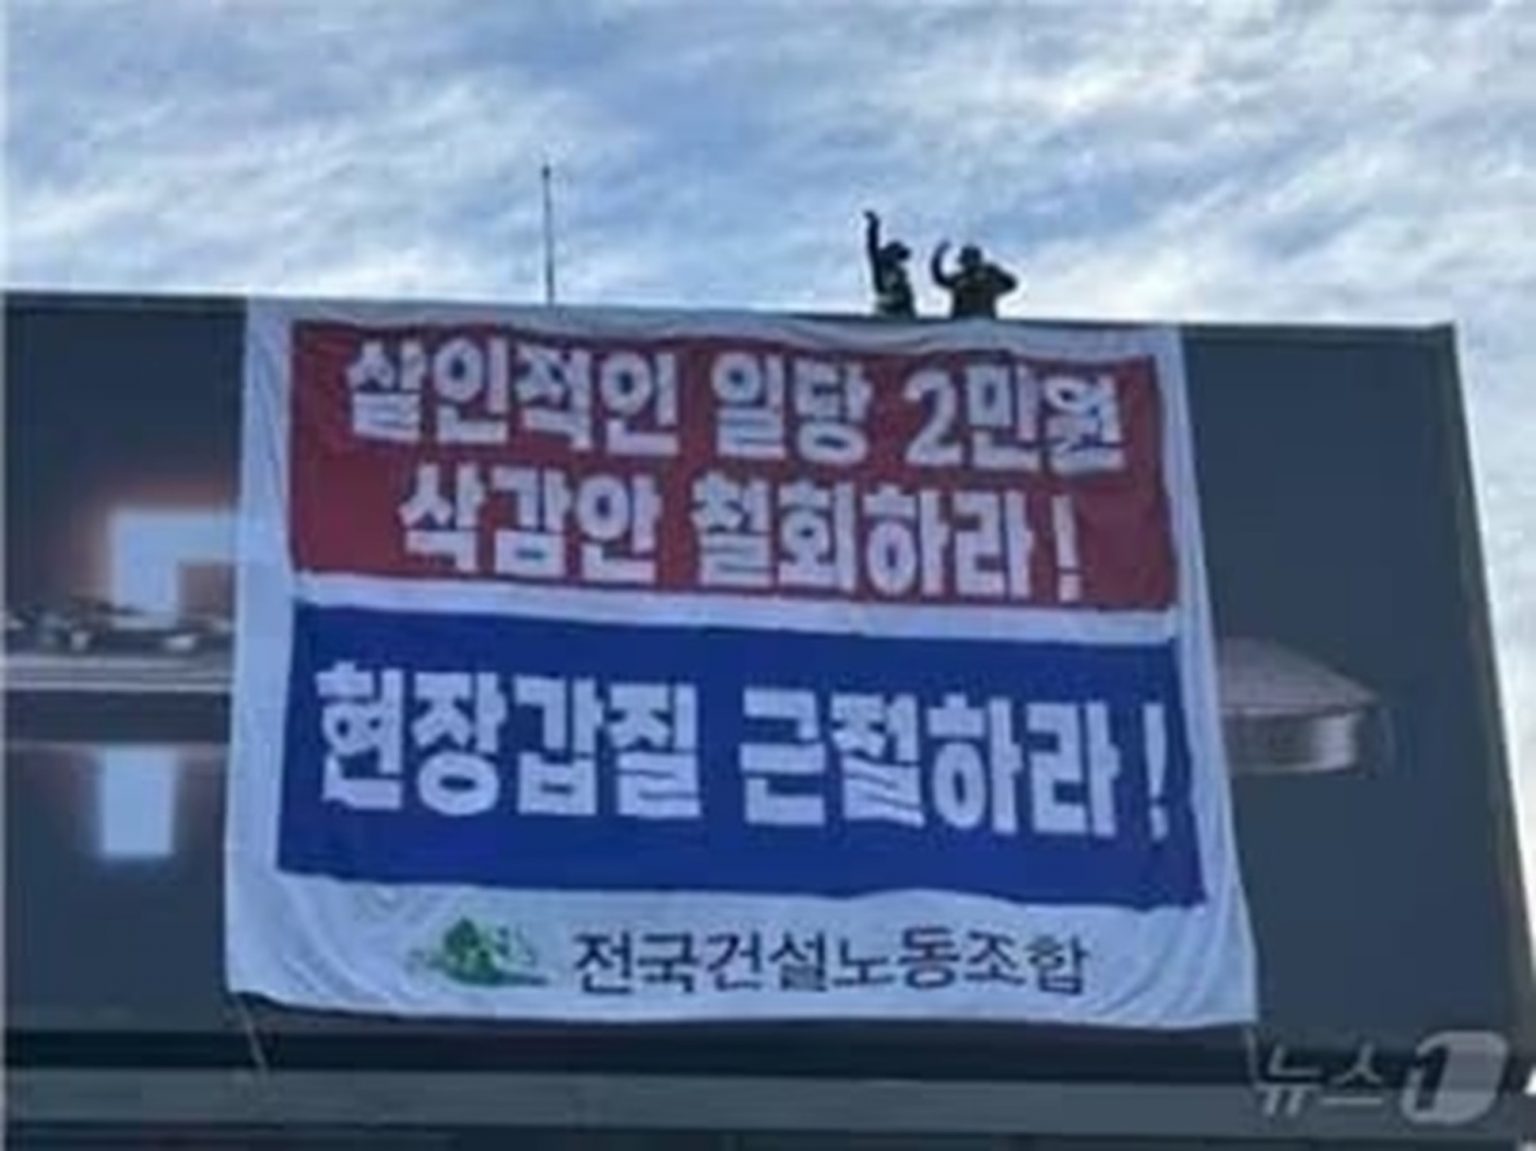 살인적인 일당 2만원
삭감안 철회하라!
현장갑질 근절하라!
전국건설노동조합
뉴스1